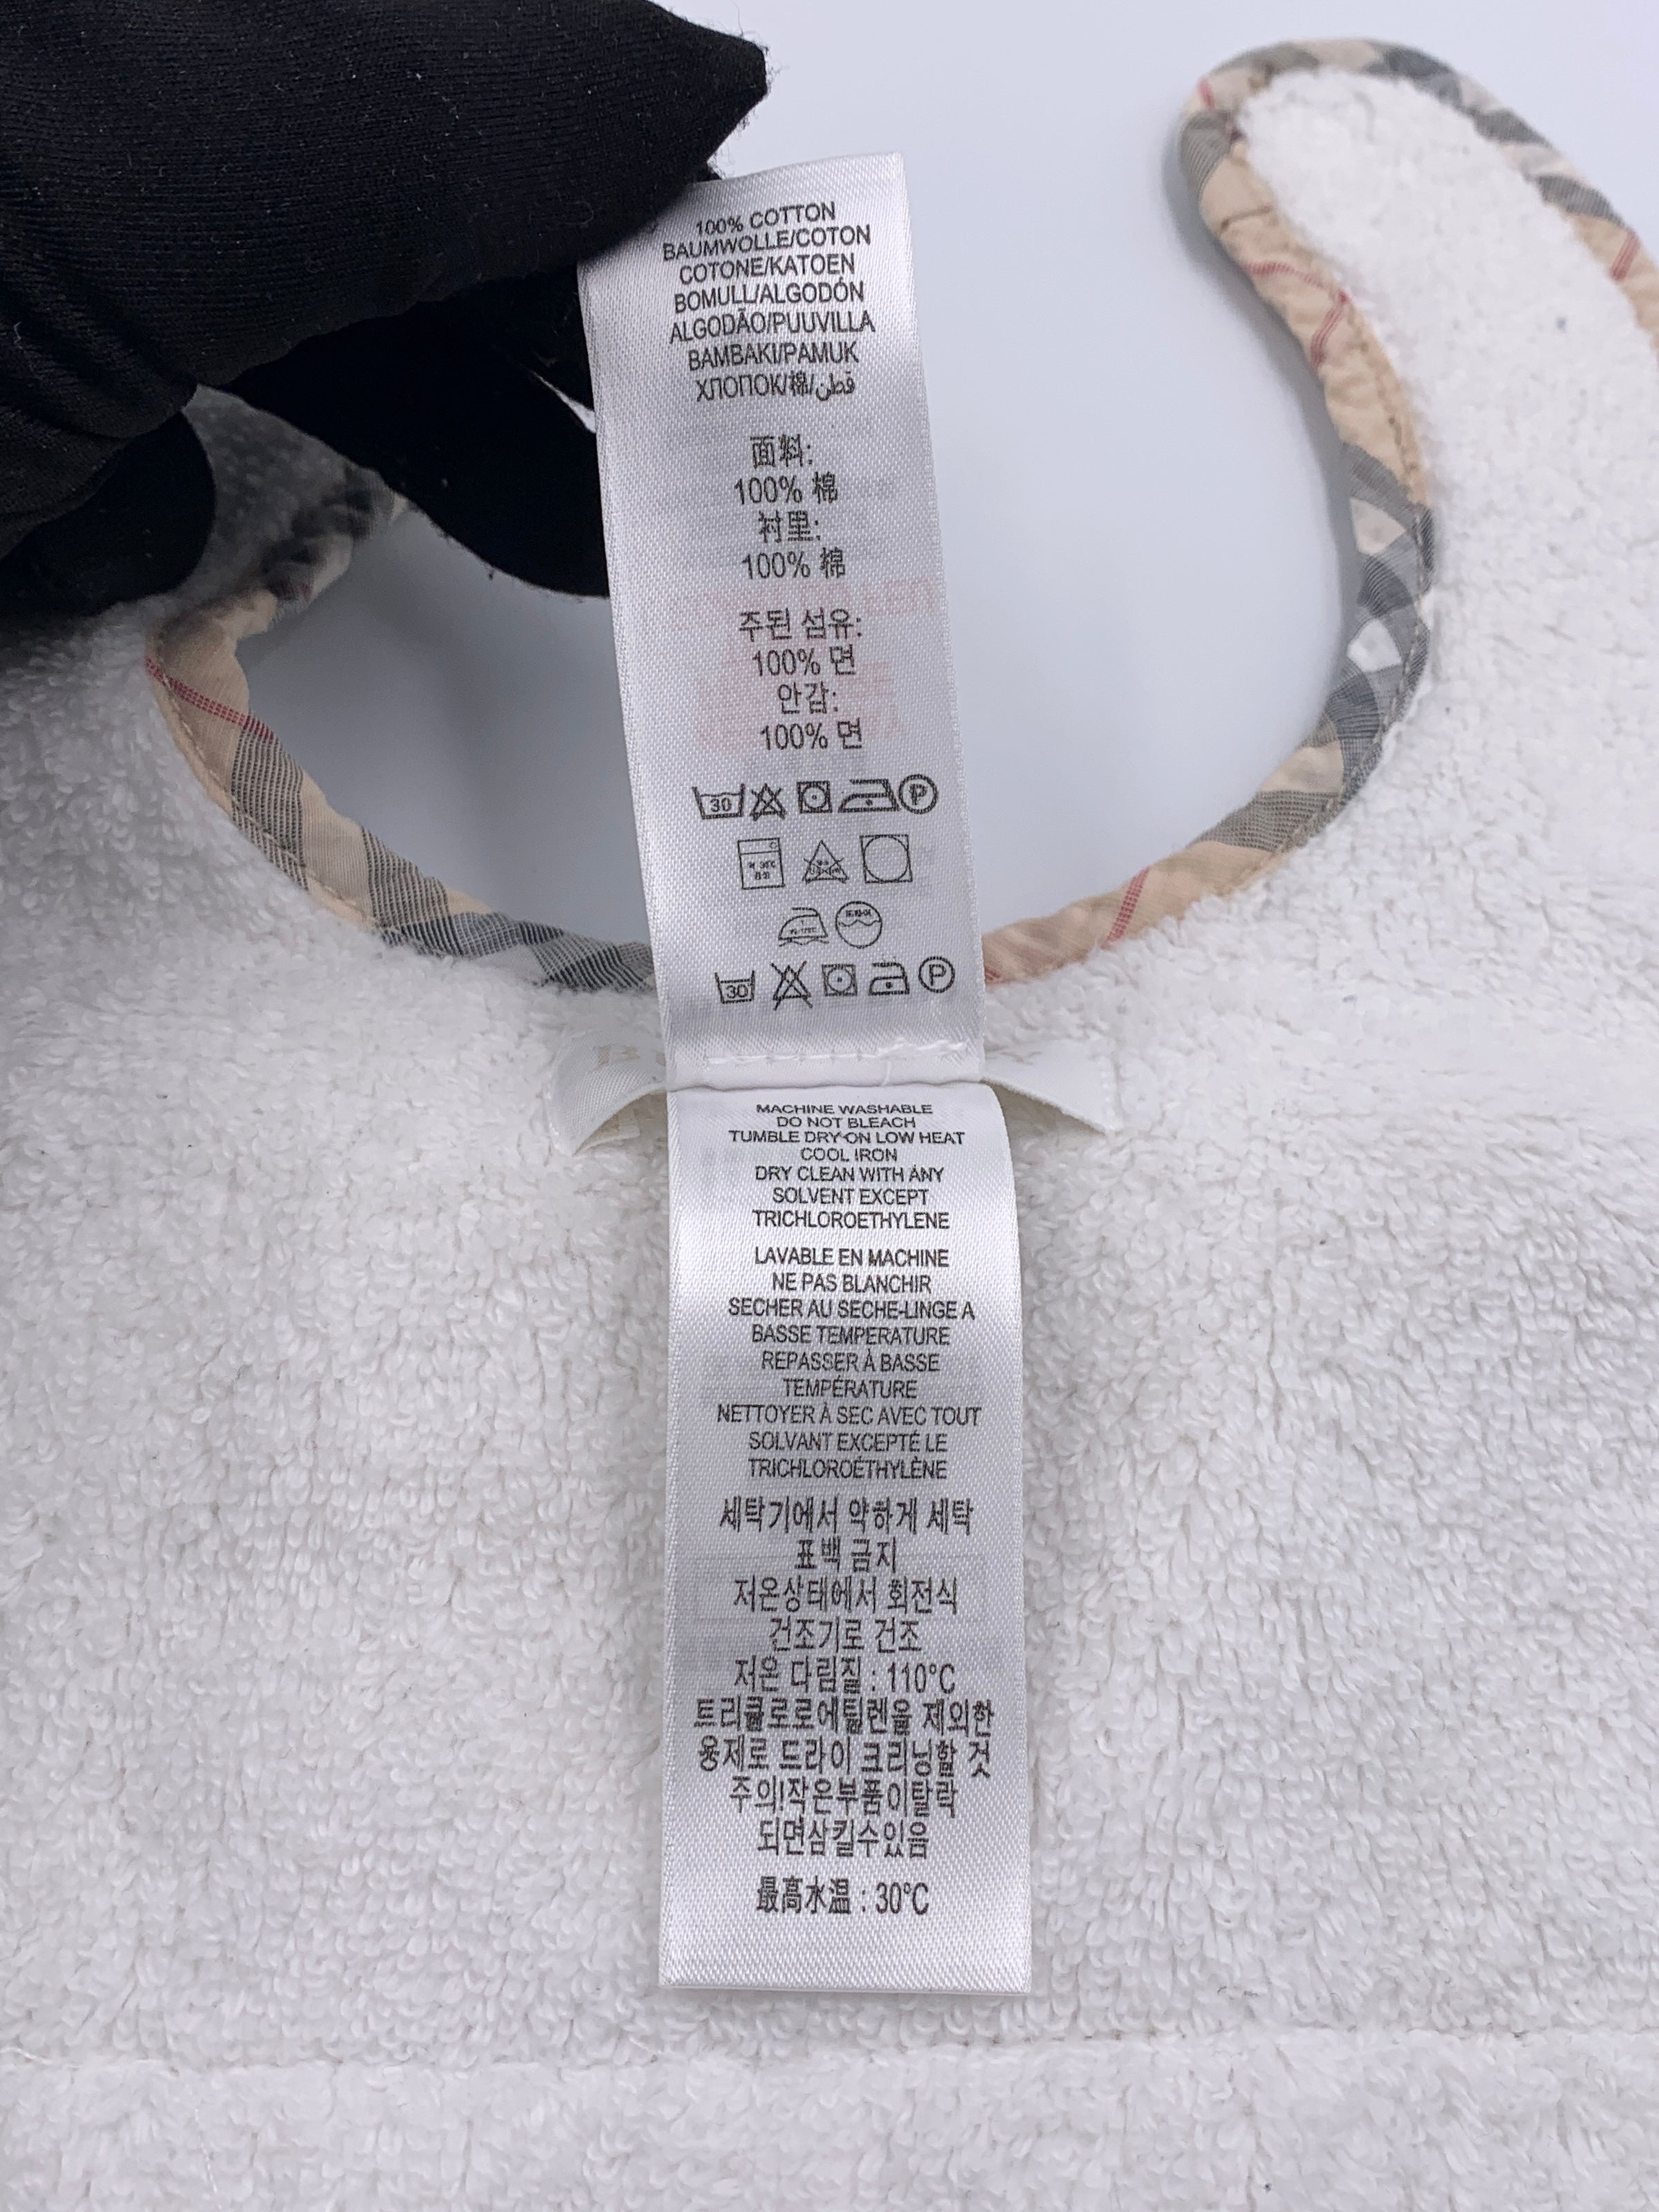 100% COTTON
BAUMWOLLE/COTON
COTONE/KATOEN
BOMULL/ALGODÓN
ALGODÃO/PUUVILLA
BAMBAKI/PAMUK
ХЛОПОК/棉/قطن
面料:
100% 棉
衬里:
100% 棉
주된 섬유:
100% 면
안감:
100% 면
30 P
30 P
MACHINE WASHABLE
DO NOT BLEACH
TUMBLE DRY ON LOW HEAT
COOL IRON
DRY CLEAN WITH ANY
SOLVENT EXCEPT
TRICHLOROETHYLENE
LAVABLE EN MACHINE
NE PAS BLANCHIR
SECHER AU SECHE-LINGE A
BASSE TEMPERATURE
REPASSER À BASSE
TEMPÉRATURE
NETTOYER À SEC AVEC TOUT
SOLVANT EXCEPTÉ LE
TRICHLOROÉTHYLÈNE
세탁기에서 약하게 세탁
표백 금지
저온상태에서 회전식
건조기로 건조
저온 다림질 : 110°C
트리클로로에틸렌을 제외한
용제로 드라이 크리닝할 것
주의!작은부품이탈락
되면삼킬수있음
最高水温 : 30°C